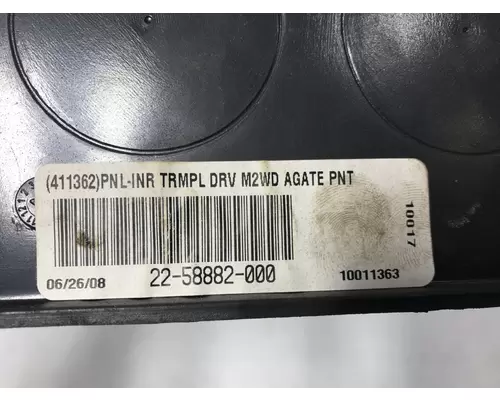 (411362)PNL-INR TRMPL DRV M2WD AGATE PNT
10017
06/26/08
22-58882-000
10011363